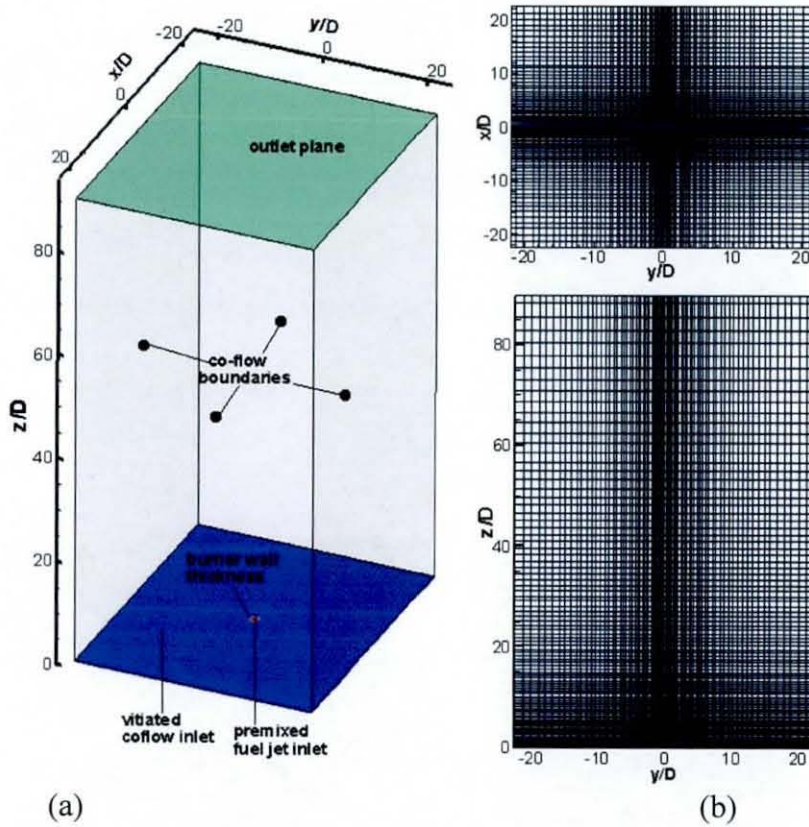 y/D
-20
0
20
x/D
-20
0
20
outlet plane
z/D
80
60
40
20
0
co-flow
boundaries
burner wall
thickness
vitiated
coflow inlet
premixed
fuel jet inlet
(a)
x/D
20
10
0
-10
-20
-20
-10
0
10
20
y/D
z/D
80
60
40
20
0
-20
-10
0
10
20
y/D
(b)